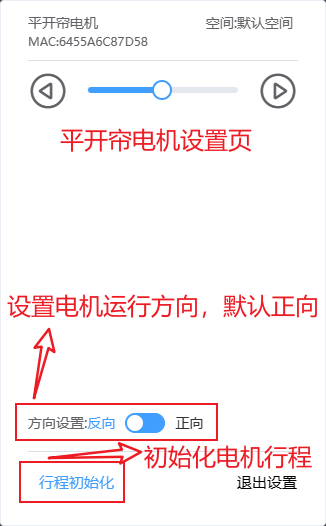 平开帘电机 空间:默认空间
MAC:6455A6C87D58
平开帘电机设置页
设置电机运行方向，默认正向
方向设置:反向 正向
初始化电机行程
行程初始化 退出设置